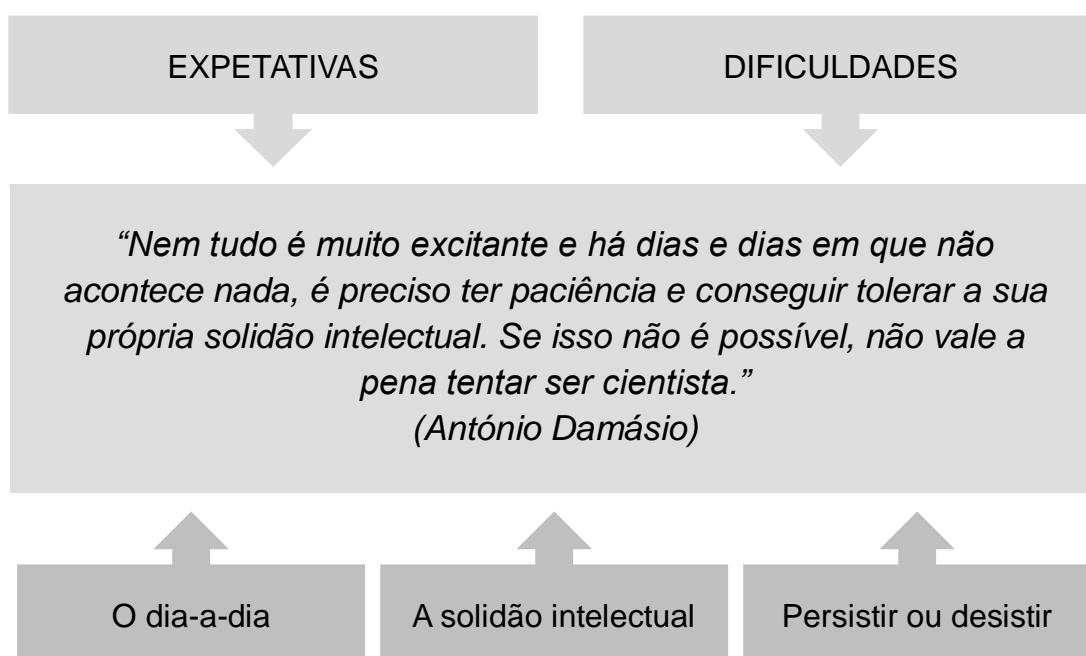 EXPETATIVAS
DIFICULDADES
“Nem tudo é muito excitante e há dias e dias em que não
acontece nada, é preciso ter paciência e conseguir tolerar a sua
própria solidão intelectual. Se isso não é possível, não vale a
pena tentar ser cientista.”
(António Damásio)
O dia-a-dia
A solidão intelectual
Persistir ou desistir